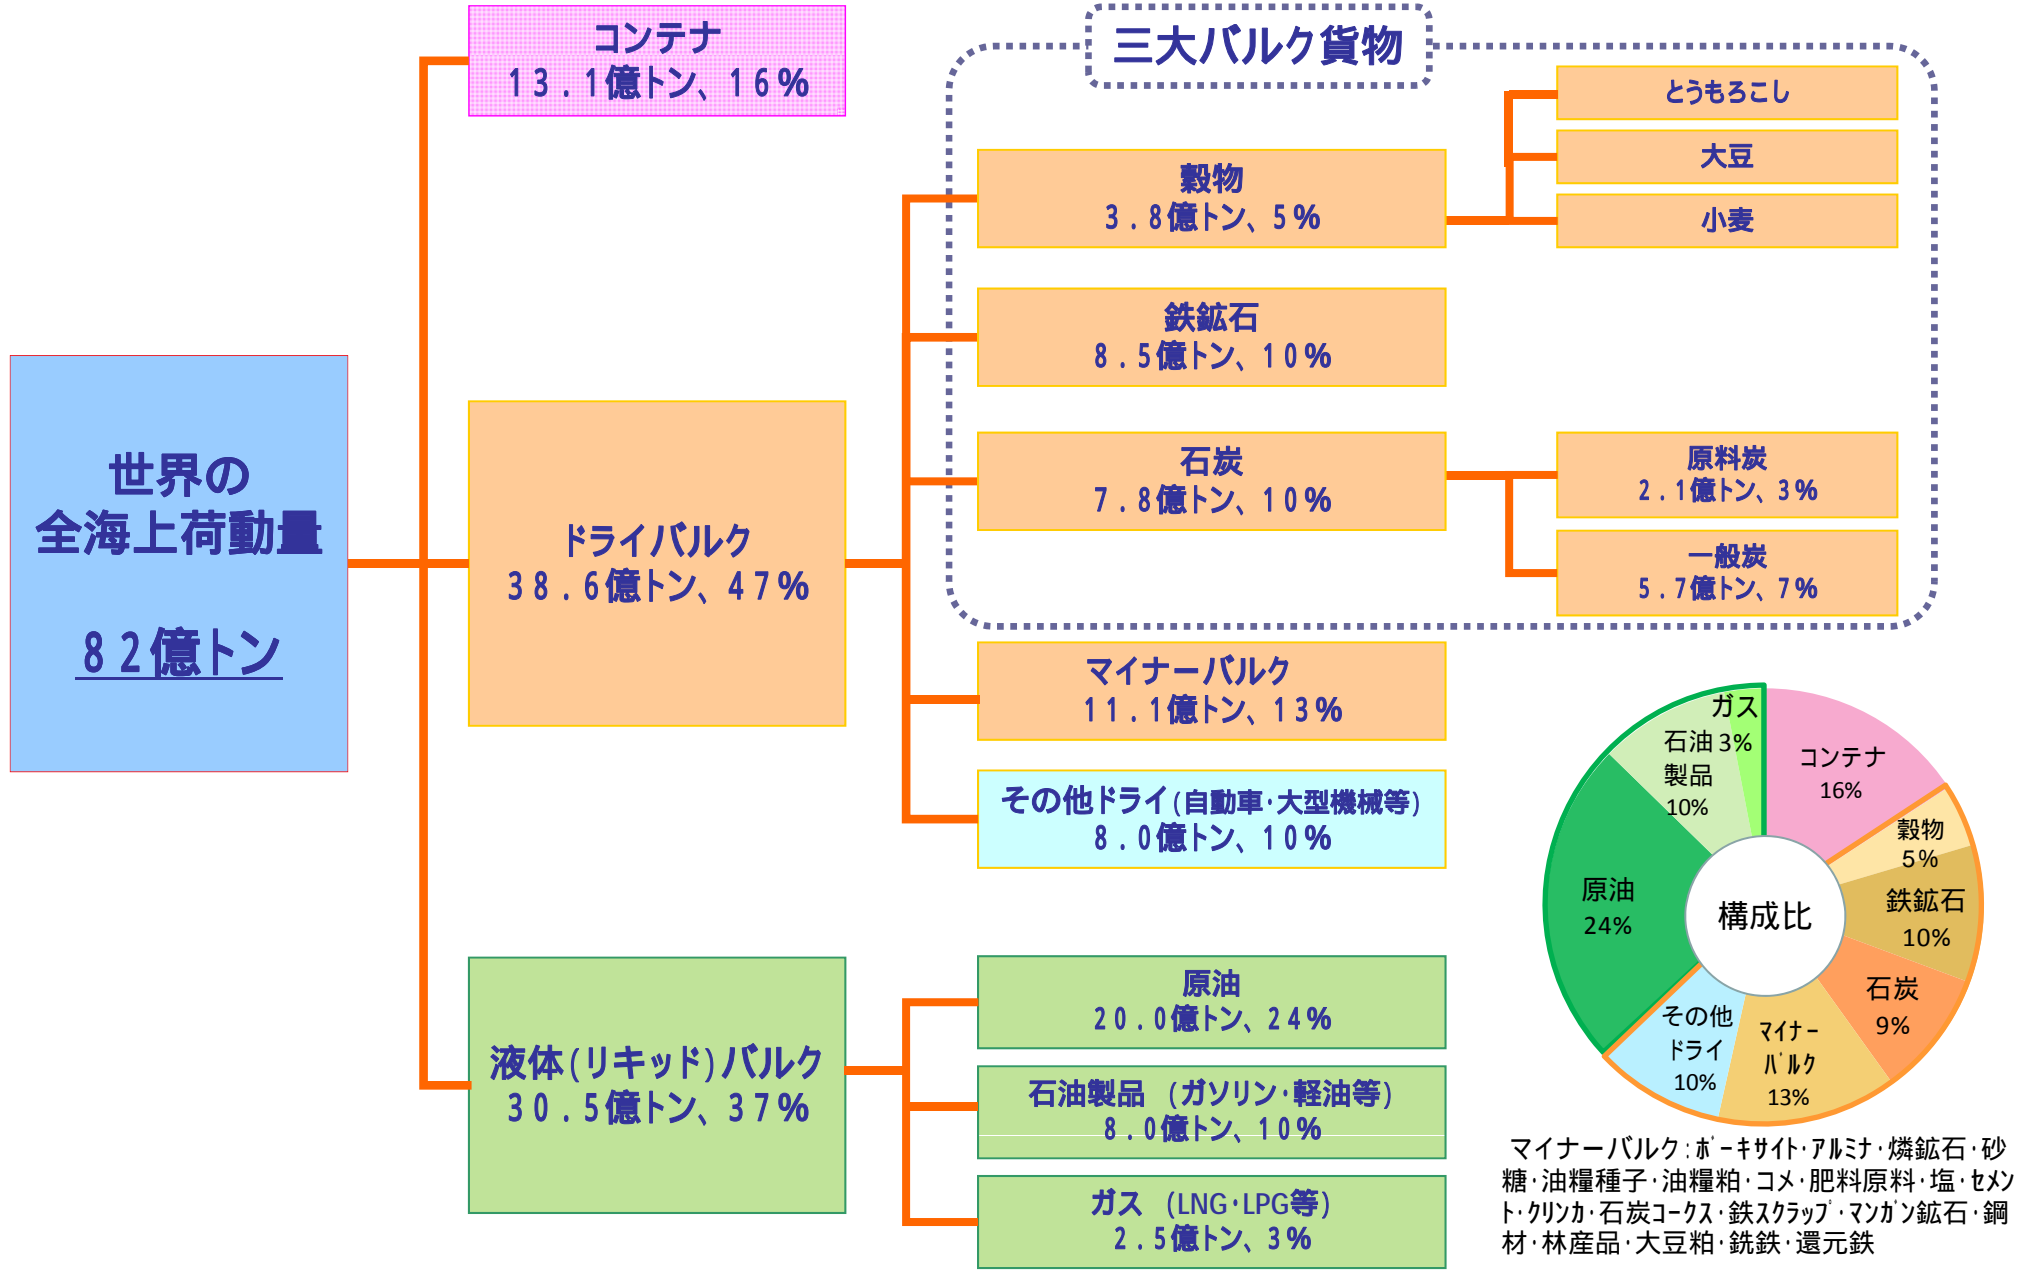 世界の
全海上荷動量
８２億トン
コンテナ
１３．１億トン、１６％
ドライバルク
３８．６億トン、４７％
液体(リキッド)バルク
３０．５億トン、３７％
三大バルク貨物
穀物
３．８億トン、５％
とうもろこし
大豆
小麦
鉄鉱石
８．５億トン、１０％
石炭
７．８億トン、１０％
原料炭
２．１億トン、３％
一般炭
５．７億トン、７％
マイナーバルク
１１．１億トン、１３％
その他ドライ(自動車･大型機械等)
８．０億トン、１０％
原油
２０．０億トン、２４％
石油製品 (ガソリン･軽油等)
８．０億トン、１０％
ガス (LNG･LPG等)
２．５億トン、３％
コンテナ
16%
穀物
5%
鉄鉱石
10%
石炭
9%
マイナー
バルク
13%
その他
ドライ
10%
原油
24%
石油
製品
10%
ガス
3%
構成比
マイナーバルク：ﾎﾞｰｷサイト･アルミナ･燐鉱石･砂
糖･油糧種子･油糧粕･コメ･肥料原料･塩･ｾﾒﾝ
ﾄ･ｸﾘﾝｶ･石炭ｺｰｸｽ･鉄ｽｸﾗｯﾌﾟ･ﾏﾝｶﾞﾝ鉱石･鋼
材･林産品･大豆粕･銑鉄･還元鉄